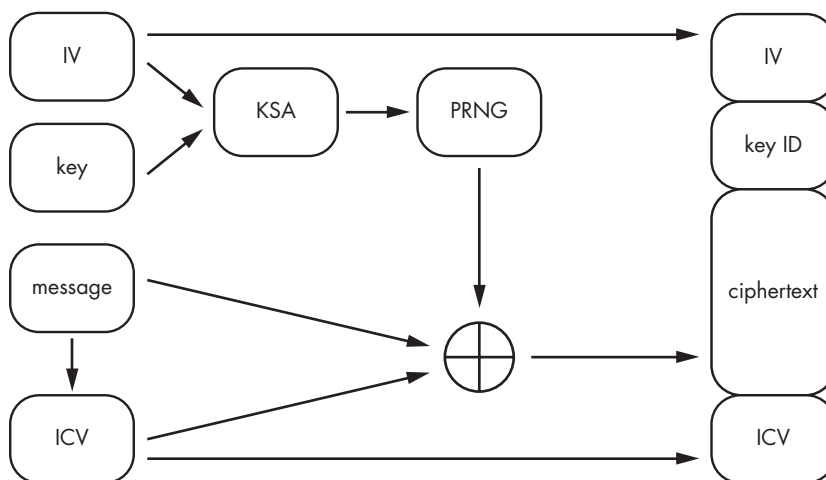 IV
key
message
ICV
KSA
PRNG
IV
key ID
ciphertext
ICV